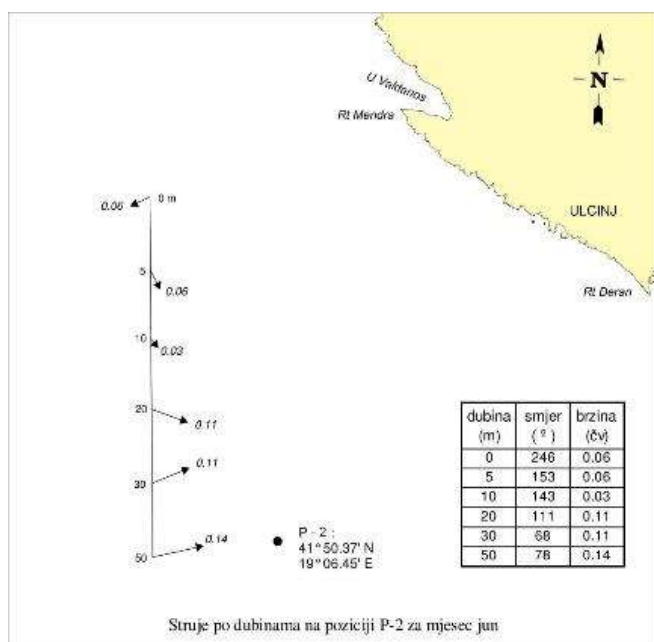 U Valdanos
N
Rt Mendra
ULCINJ
Rt Đeran
0.06
0 m
5
0.06
10
0.03
20
0.11
0.11
30
0.14
50
P - 2 :
41°50.37' N
19°06.45' E
dubina smjer brzina
(m) (º) (čv)
0 246 0.06
5 153 0.06
10 143 0.03
20 111 0.11
30 68 0.11
50 78 0.14
Struje po dubinama na poziciji P-2 za mjesec jun